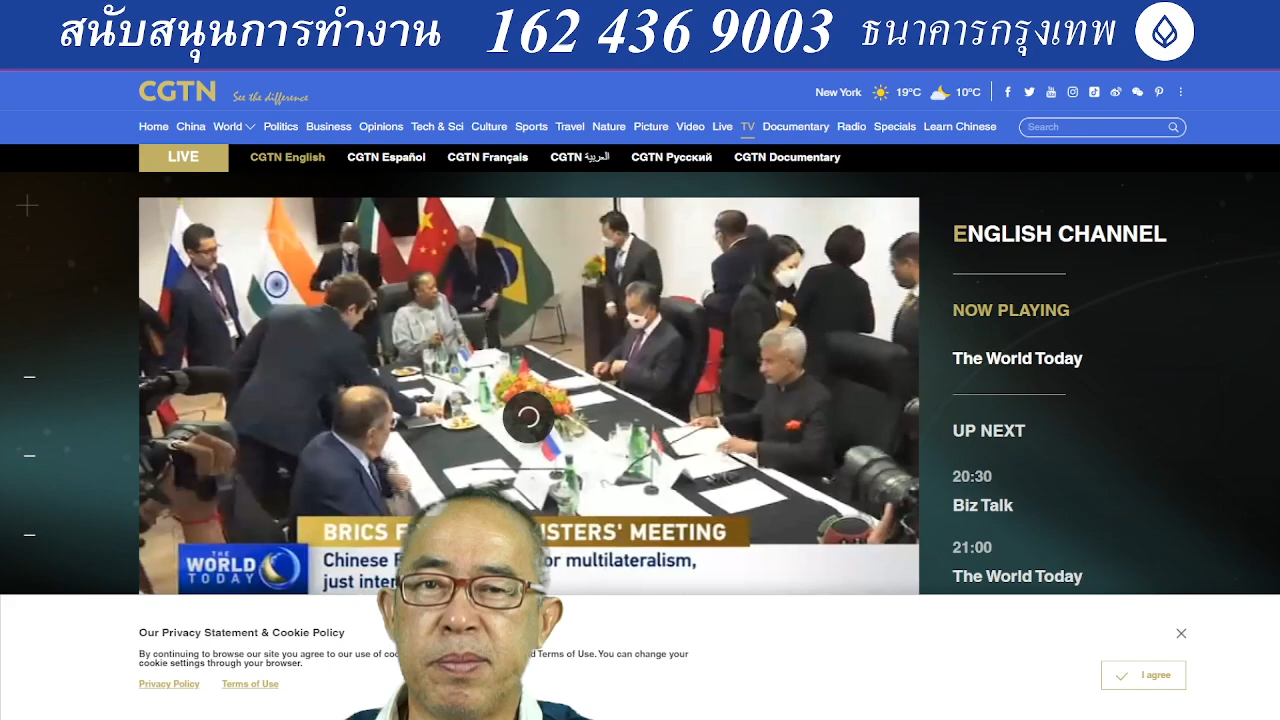 สนับสนุนการทำงาน 162 436 9003 ธนาคารกรุงเทพ
CGTN See the difference
New York 19°C 10°C
Home China World Politics Business Opinions Tech & Sci Culture Sports Travel Nature Picture Video Live TV Documentary Radio Specials Learn Chinese Search
LIVE CGTN English CGTN Español CGTN Français CGTN العربية CGTN Русский CGTN Documentary
ENGLISH CHANNEL
NOW PLAYING
The World Today
UP NEXT
20:30
Biz Talk
21:00
The World Today
BRICS F ISTERS' MEETING
THE WORLD TODAY
Chinese F or multilateralism,
just inter
Our Privacy Statement & Cookie Policy
By continuing to browse our site you agree to our use of coo d Terms of Use. You can change your
cookie settings through your browser.
Privacy Policy Terms of Use
I agree